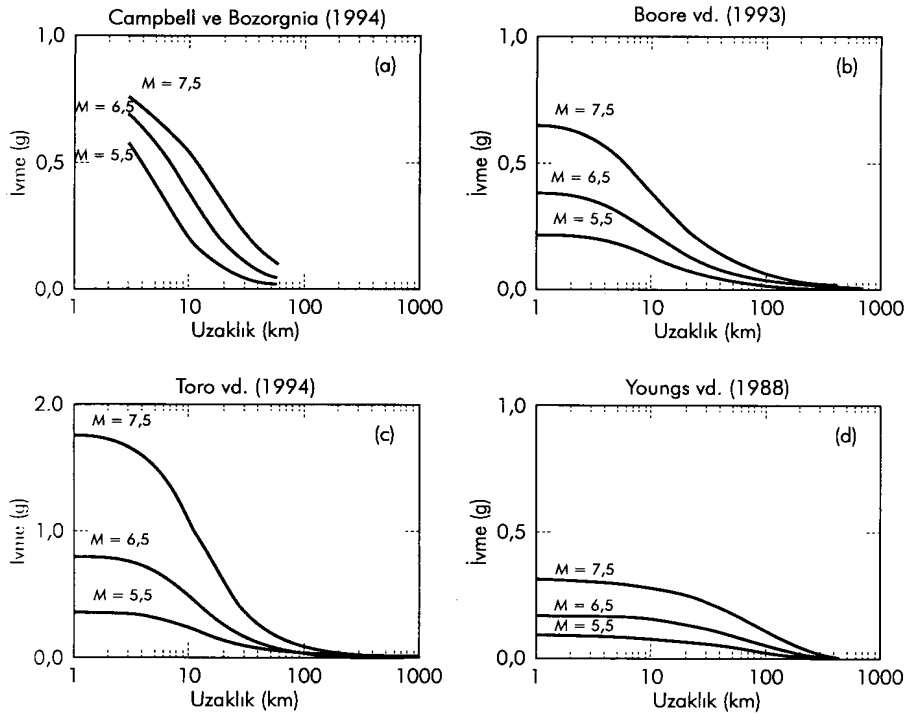 Campbell ve Bozorgnia (1994)
1,0
(a)
M = 7,5
M = 6,5
0,5
M = 5,5
İvme (g)
0,0
1
10
100
1000
Uzaklık (km)
Boore vd. (1993)
1,0
(b)
M = 7,5
0,5
M = 6,5
M = 5,5
İvme (g)
0,0
1
10
100
1000
Uzaklık (km)
Toro vd. (1994)
2.0
(c)
M = 7,5
1,0
M = 6,5
M = 5,5
İvme (g)
0,0
1
10
100
1000
Uzaklık (km)
Youngs vd. (1988)
1,0
(d)
0,5
M = 7,5
M = 6,5
M = 5,5
İvme (g)
0,0
1
10
100
1000
Uzaklık (km)